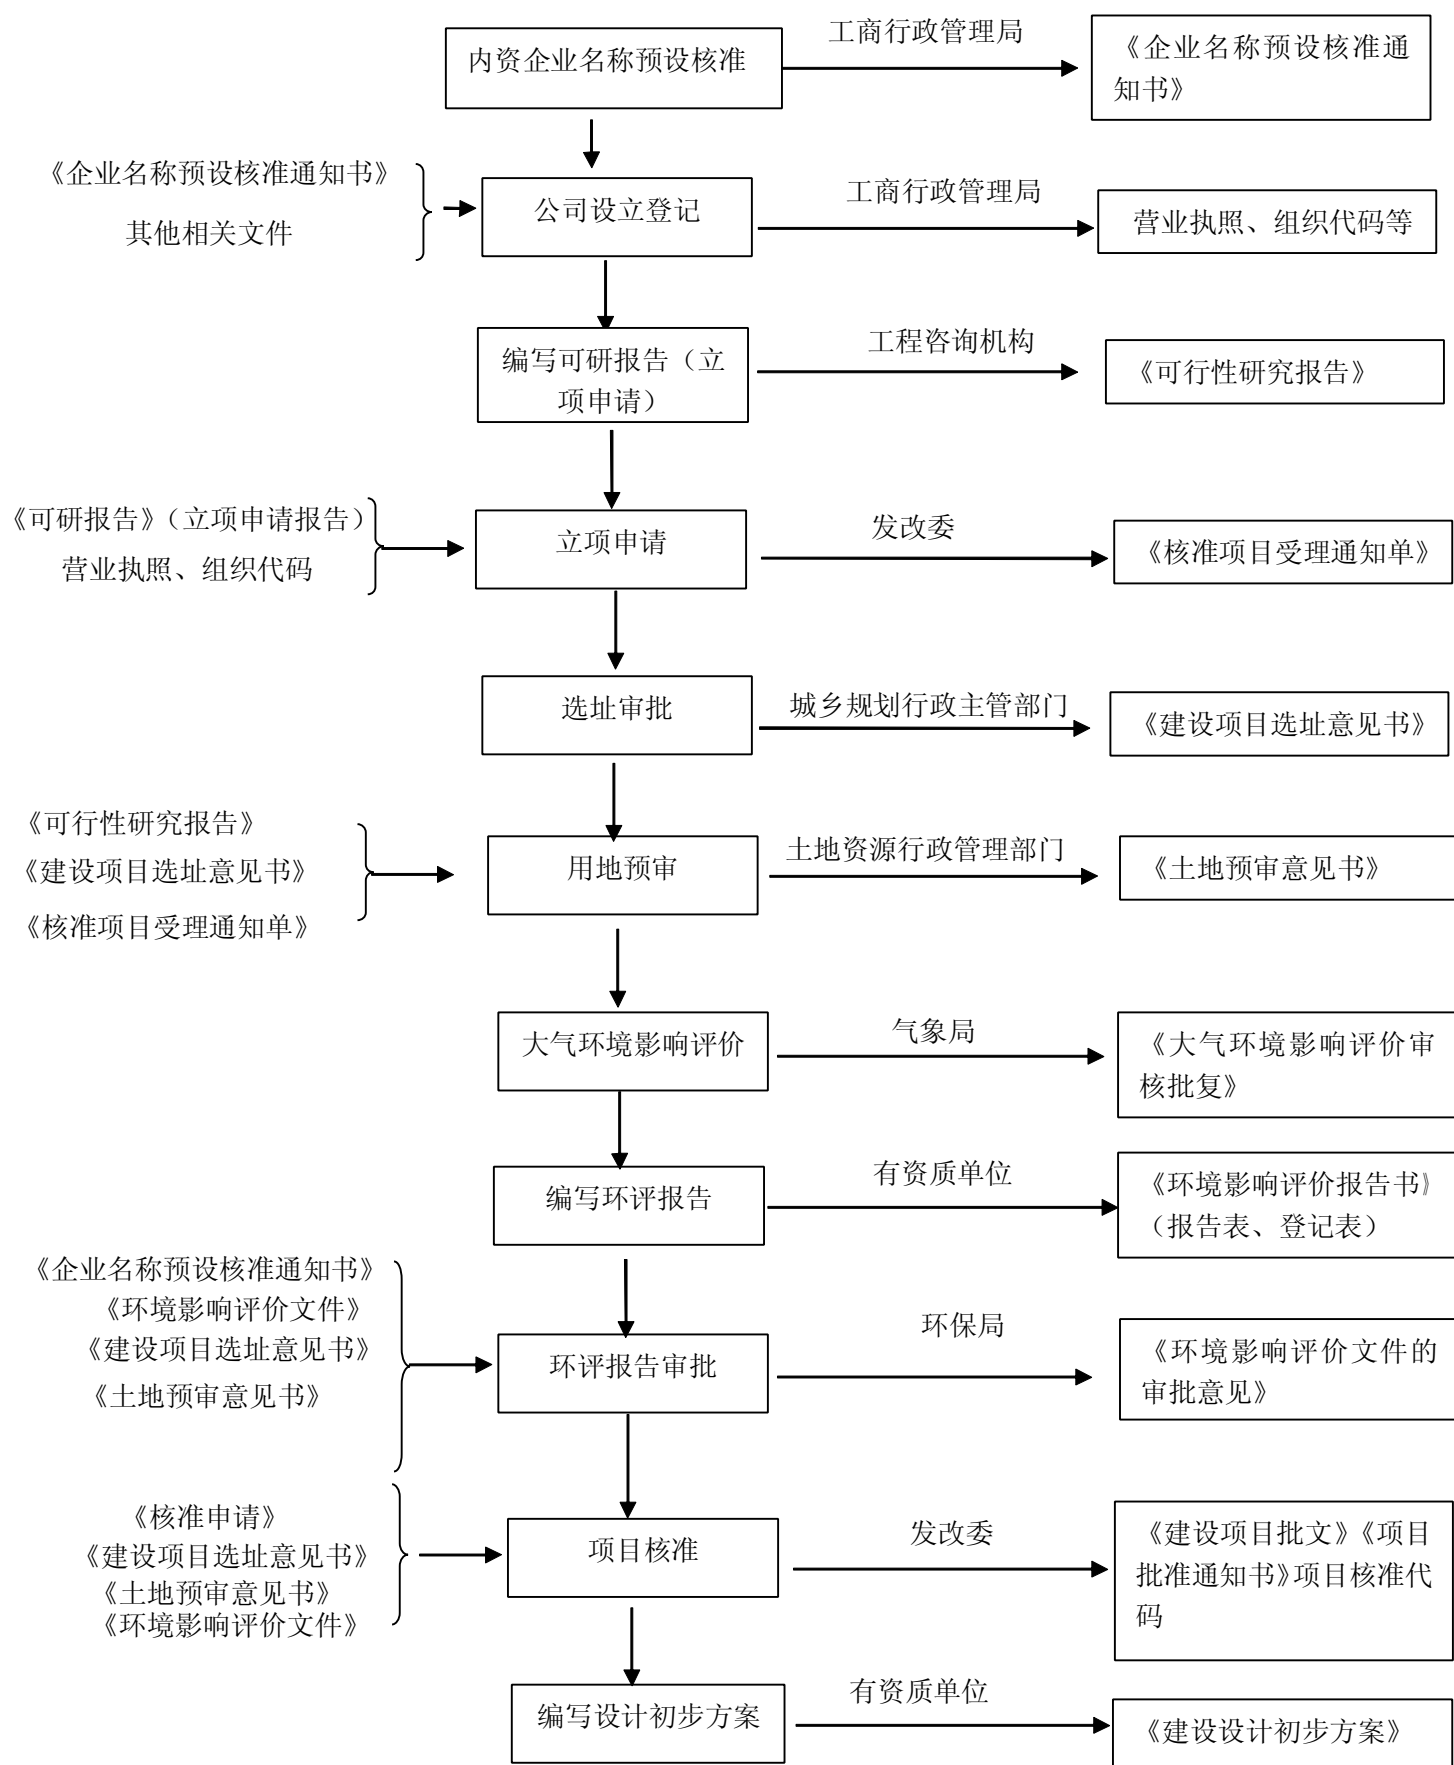 工商行政管理局
内资企业名称预设核准
《企业名称预设核准通
知书》
《企业名称预设核准通知书》
其他相关文件
公司设立登记
工商行政管理局
营业执照、组织代码等
编写可研报告（立
项申请）
工程咨询机构
《可行性研究报告》
《可研报告》（立项申请报告）
营业执照、组织代码
立项申请
发改委
《核准项目受理通知单》
选址审批
城乡规划行政主管部门
《建设项目选址意见书》
《可行性研究报告》
《建设项目选址意见书》
《核准项目受理通知单》
用地预审
土地资源行政管理部门
《土地预审意见书》
大气环境影响评价
气象局
《大气环境影响评价审
核批复》
编写环评报告
有资质单位
《环境影响评价报告书》
（报告表、登记表）
《企业名称预设核准通知书》
《环境影响评价文件》
《建设项目选址意见书》
《土地预审意见书》
环评报告审批
环保局
《环境影响评价文件的
审批意见》
《核准申请》
《建设项目选址意见书》
《土地预审意见书》
《环境影响评价文件》
项目核准
发改委
《建设项目批文》《项目
批准通知书》项目核准代
码
编写设计初步方案
有资质单位
《建设设计初步方案》